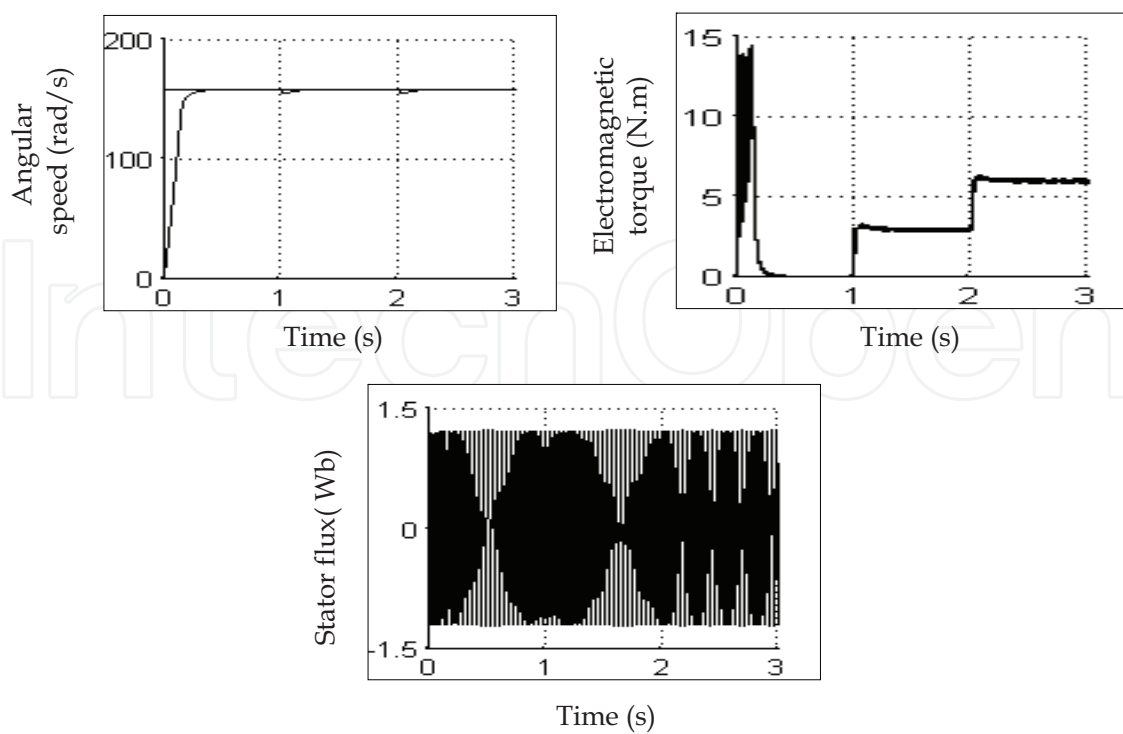 200
100
0
0 1 2 3
Angular
speed (rad/s)
Time (s)
15
10
5
0
0 1 2 3
Electromagnetic
torque (N.m)
Time (s)
IntechOpen
1.5
0
-1.5
0 1 2 3
Stator flux( Wb)
Time (s)